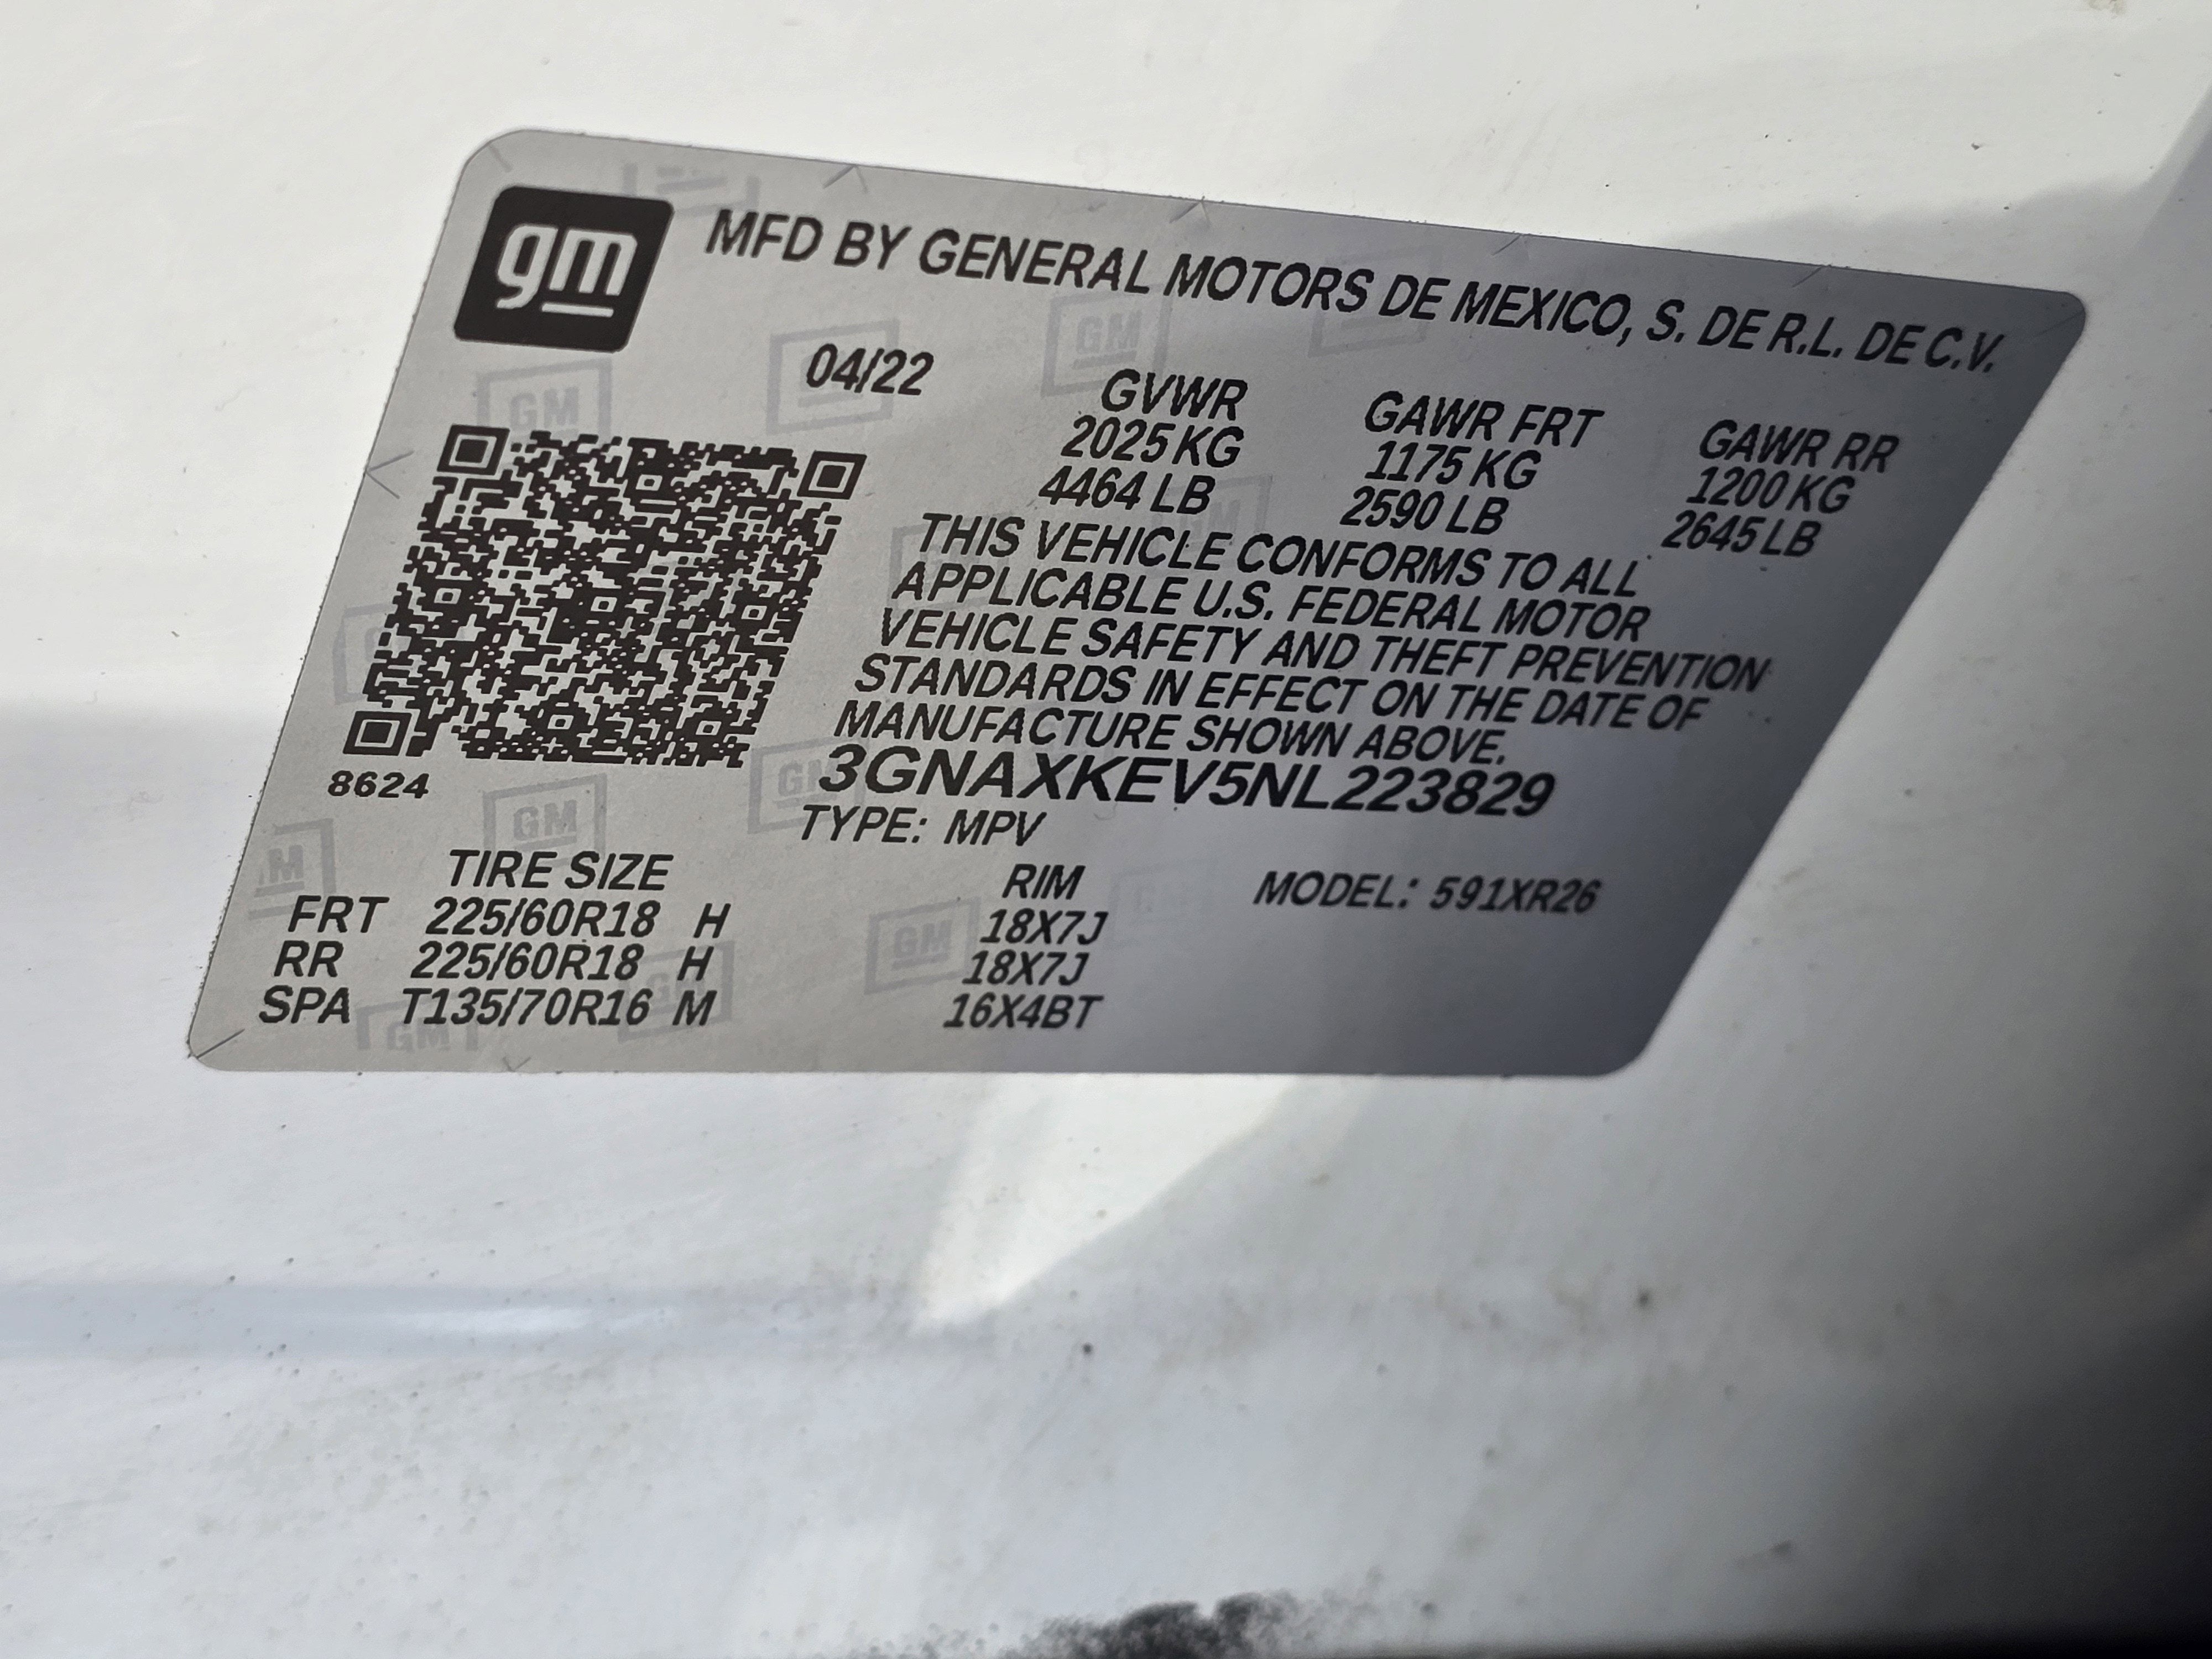 gm MFD BY GENERAL MOTORS DE MEXICO, S. DE R.L. DE C.V.
04/22
GVWR GAWR FRT GAWR RR
2025 KG 1175 KG 1200 KG
4464 LB 2590 LB 2645 LB
THIS VEHICLE CONFORMS TO ALL
APPLICABLE U.S. FEDERAL MOTOR
VEHICLE SAFETY AND THEFT PREVENTION
STANDARDS IN EFFECT ON THE DATE OF
MANUFACTURE SHOWN ABOVE.
8624
3GNAXKEV5NL223829
TYPE: MPV
TIRE SIZE RIM MODEL: 591XR26
FRT 225/60R18 H 18X7J
RR 225/60R18 H 18X7J
SPA T135/70R16 M 16X4BT